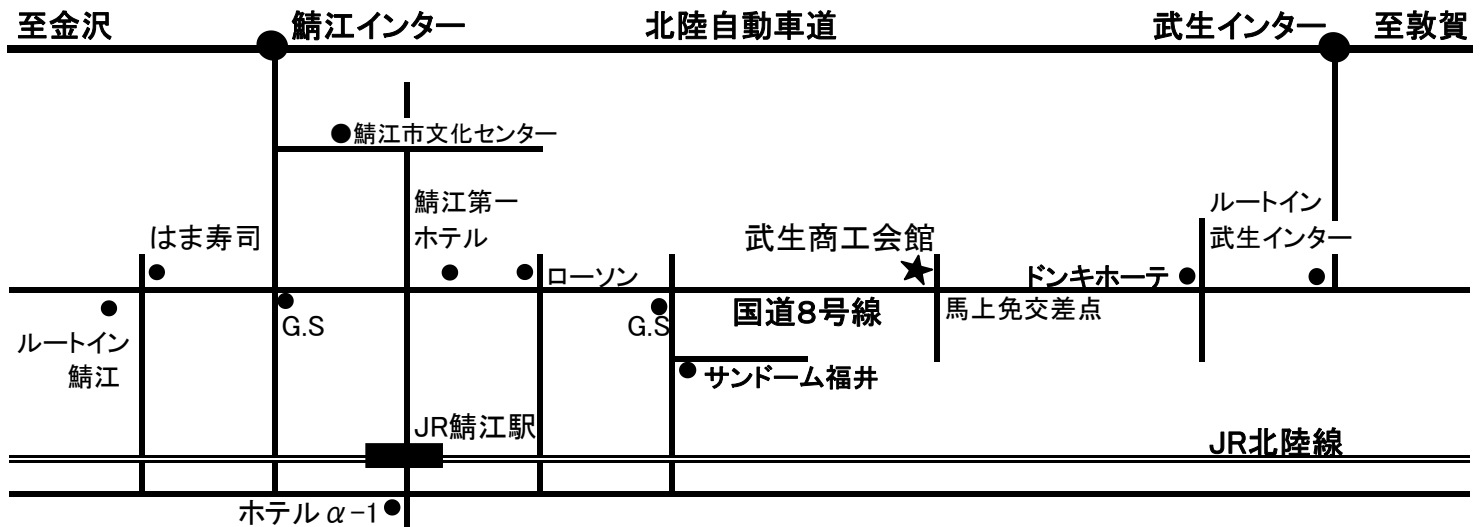 至金沢
鯖江インター
北陸自動車道
武生インター
至敦賀
鯖江市文化センター
鯖江第一
ホテル
ルートイン
武生インター
はま寿司
武生商工会館
ローソン
ドンキホーテ
G.S
G.S
国道8号線
馬上免交差点
ルートイン
鯖江
サンドーム福井
JR鯖江駅
JR北陸線
ホテルα-1